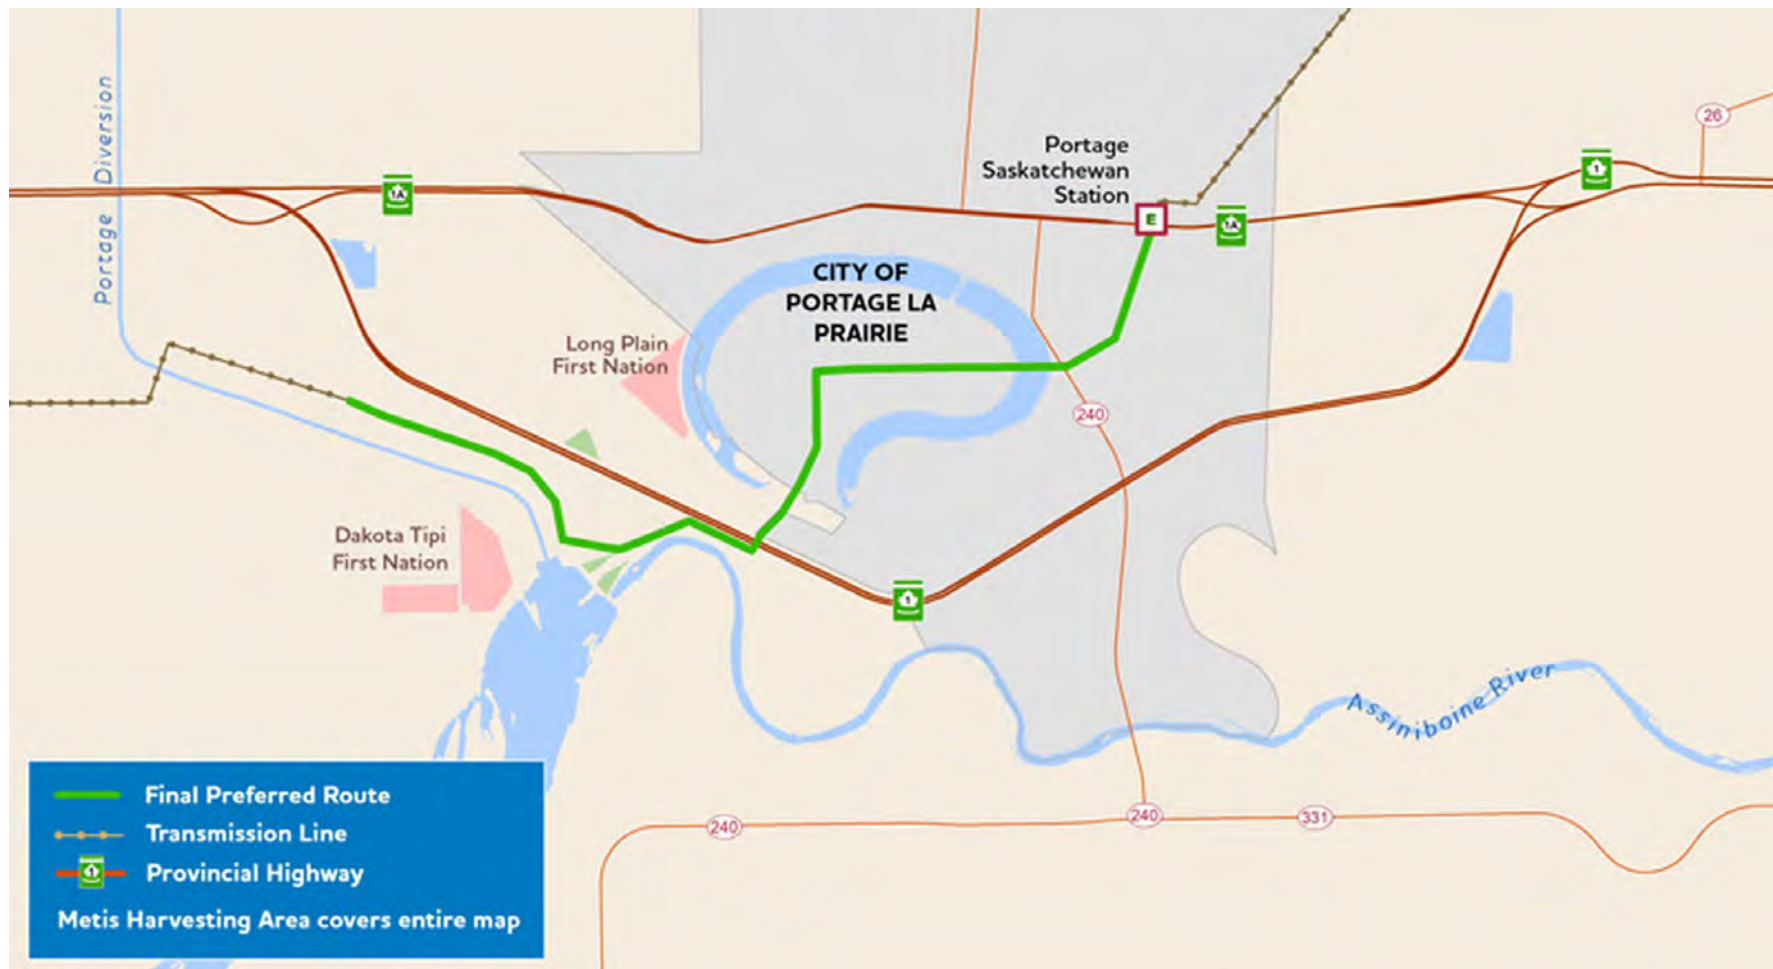 Portage Diversion
1A
Portage
Saskatchewan
Station
E
1A
1
26
CITY OF
PORTAGE LA
PRAIRIE
Long Plain
First Nation
240
Dakota Tipi
First Nation
1
Assiniboine River
Final Preferred Route
Transmission Line
1
Provincial Highway
Metis Harvesting Area covers entire map
240
240
331